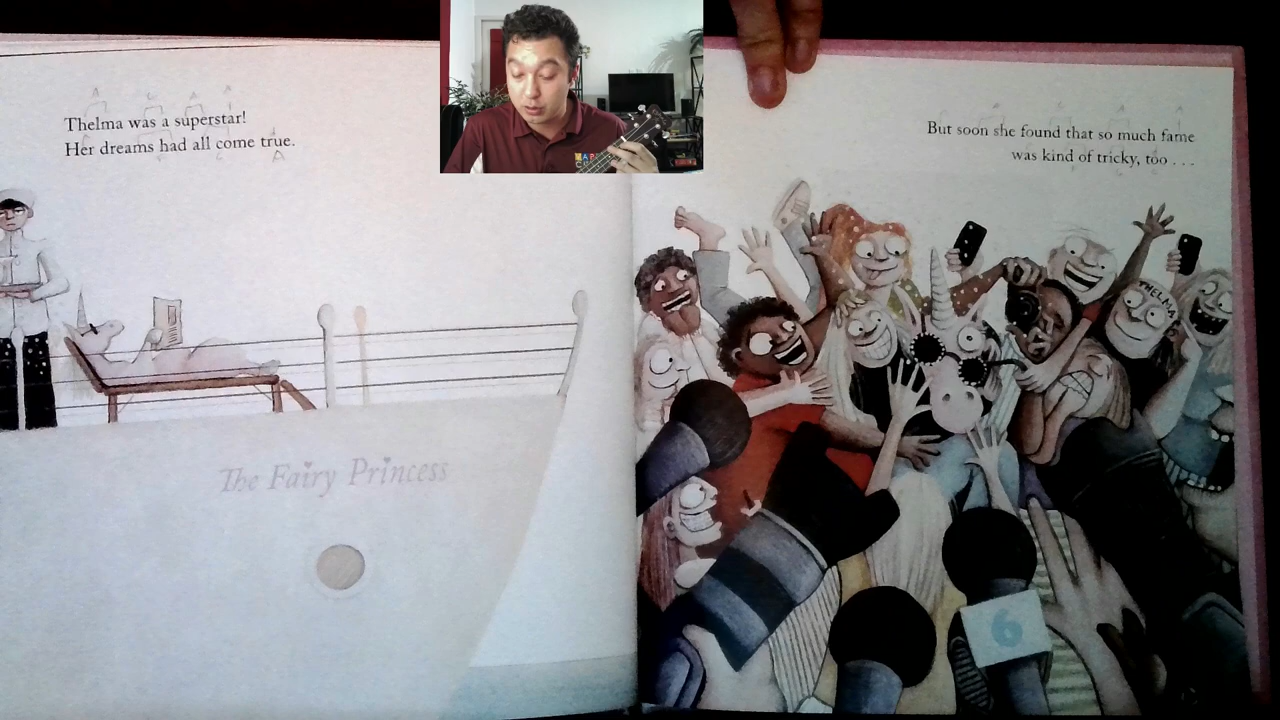 Thelma was a superstar!
Her dreams had all come true.
The Fairy Princess
But soon she found that so much fame
was kind of tricky, too . . .
THELMA
6